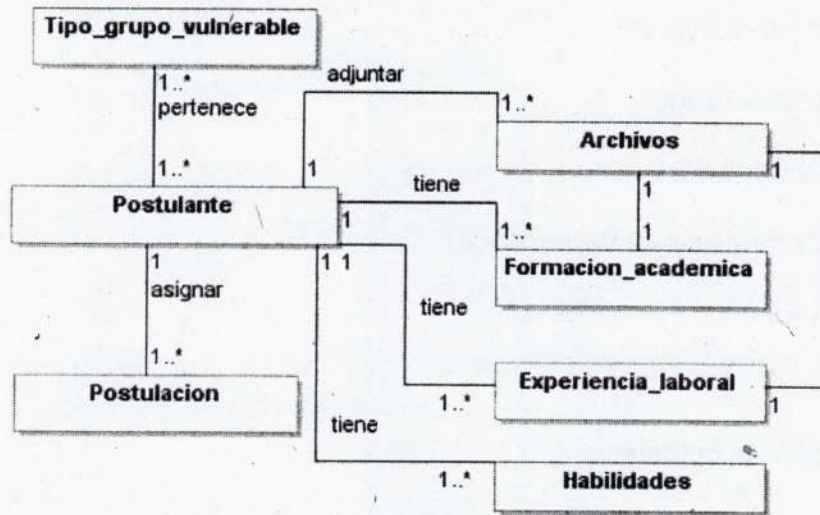 Tipo_grupo_vulnerable
1..*
pertenece
1..*
adjuntar
1..*
1
Archivos
1
1
1
Postulante
1
tiene
1..*
Formacion_academica
1
asignar
1..*
Postulacion
1
1
tiene
1..*
Experiencia_laboral
1
tiene
1..*
Habilidades